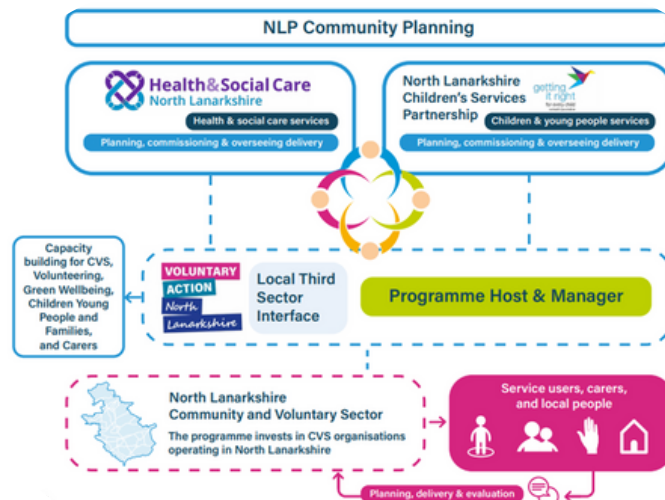 NLP Community Planning
Health&Social Care
North Lanarkshire
Health & social care services
Planning, commissioning & overseeing delivery
North Lanarkshire
Children's Services
Partnership
getting
it right
for every child
Children & young people services
Planning, commissioning & overseeing delivery
Capacity
building for CVS,
Volunteering,
Green Wellbeing,
Children Young
People and
Families,
and Carers
VOLUNTARY
ACTION
North
Lanarkshire
Local Third
Sector
Interface
Programme Host & Manager
North Lanarkshire
Community and Voluntary Sector
The programme invests in CVS organisations
operating in North Lanarkshire
Service users, carers,
and local people
Planning, delivery & evaluation